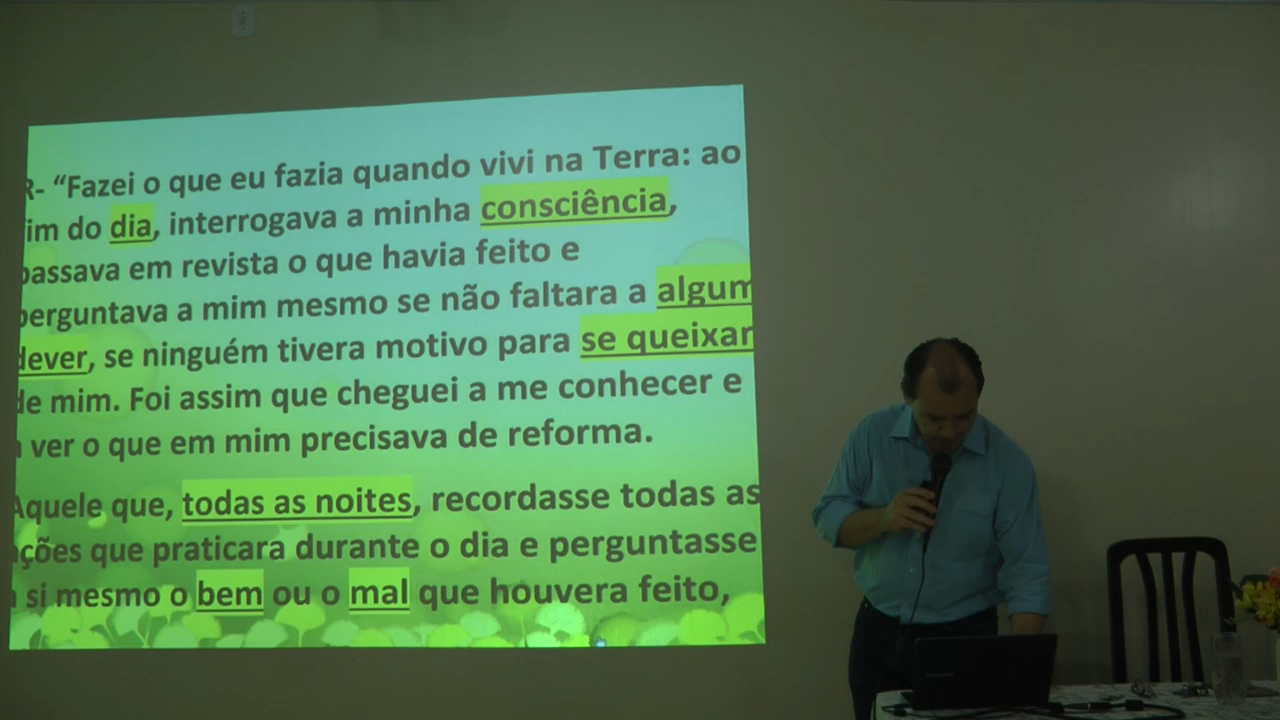 R- “Fazei o que eu fazia quando vivi na Terra: ao
fim do dia, interrogava a minha consciência,
passava em revista o que havia feito e
perguntava a mim mesmo se não faltara a algum
dever, se ninguém tivera motivo para se queixar
de mim. Foi assim que cheguei a me conhecer e
a ver o que em mim precisava de reforma.
Aquele que, todas as noites, recordasse todas as
ações que praticara durante o dia e perguntasse
a si mesmo o bem ou o mal que houvera feito,